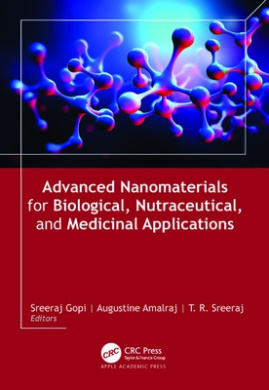 Advanced Nanomaterials
for Biological, Nutraceutical,
and Medicinal Applications
Sreeraj Gopi | Augustine Amalraj | T. R. Sreeraj
Editors
CRC CRC Press
Taylor & Francis Group
APPLE ACADEMIC PRESS